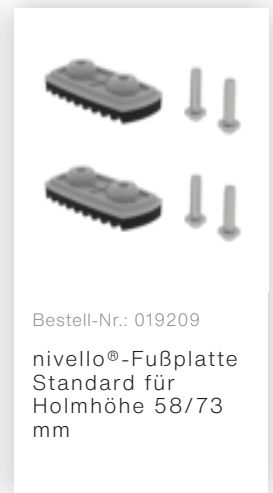 Bestell-Nr.: 019209
nivello®-Fußplatte
Standard für
Holmhöhe 58/73
mm